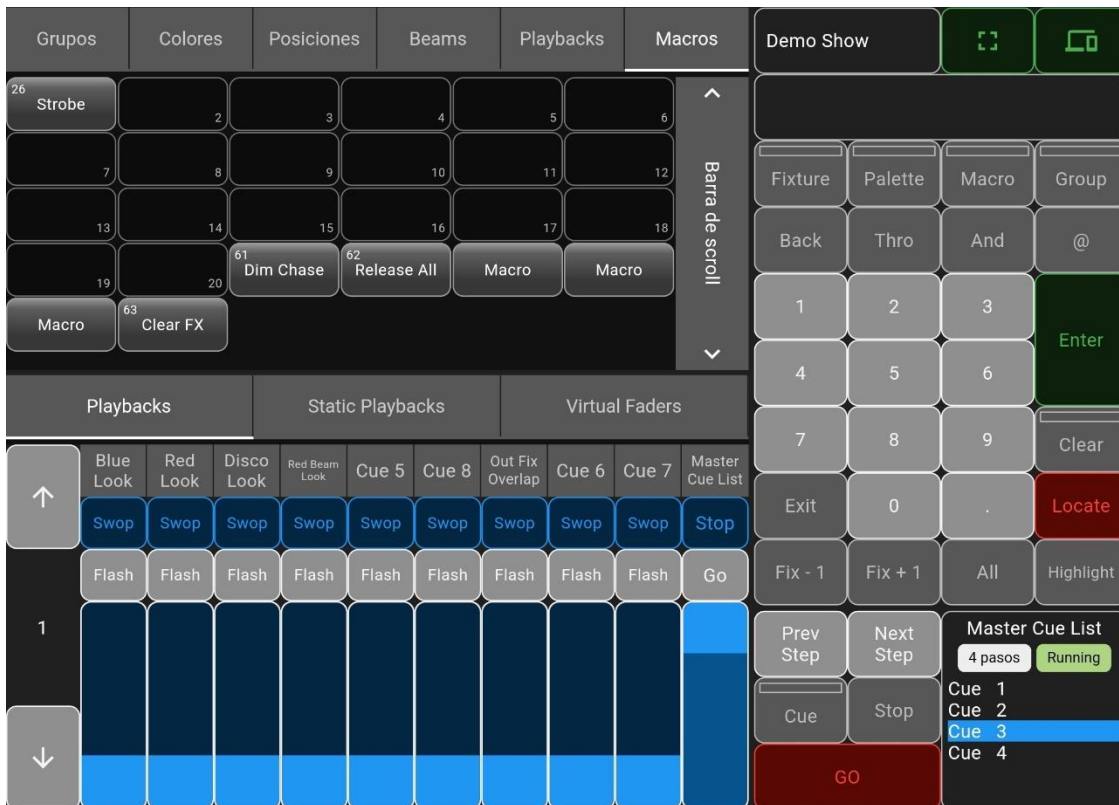 Grupos Colores Posiciones Beams Playbacks Macros
26 Strobe 2 3 4 5 6
7 8 9 10 11 12
13 14 15 16 17 18
19 20 61 Dim Chase 62 Release All Macro Macro
Macro 63 Clear FX
Barra de scroll
Playbacks Static Playbacks Virtual Faders
Blue Look
Red Look
Disco Look
Red Beam Look
Cue 5
Cue 8
Out Fix Overlap
Cue 6
Cue 7
Master Cue List
Swop Swop Swop Swop Swop Swop Swop Swop Swop Stop
Flash Flash Flash Flash Flash Flash Flash Flash Flash Go
1
Demo Show
Fixture Palette Macro Group
Back Thro And @
1 2 3
Enter
4 5 6
7 8 9 Clear
Exit 0 . Locate
Fix - 1 Fix + 1 All Highlight
Prev Step
Next Step
Cue Stop
GO
Master Cue List
4 pasos Running
Cue 1
Cue 2
Cue 3
Cue 4